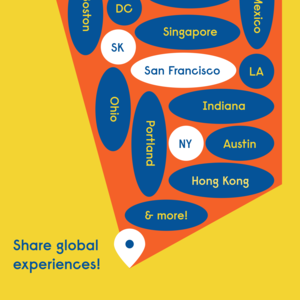 Boston
DC
Mexico
Singapore
SK
San Francisco
LA
Ohio
Indiana
Portland
NY
Austin
Hong Kong
& more!
Share global
experiences!